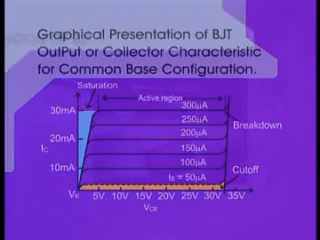 Graphical Presentation of BJT
OutPut or Collector Characteristic
for Common Base Configuration.
Saturation
Active region
30mA
300µA
250µA
Breakdown
20mA
200µA
IC
150µA
10mA
100µA
Cutoff
IB = 50µA
VK 5V 10V 15V 20V 25V 30V 35V
VCE